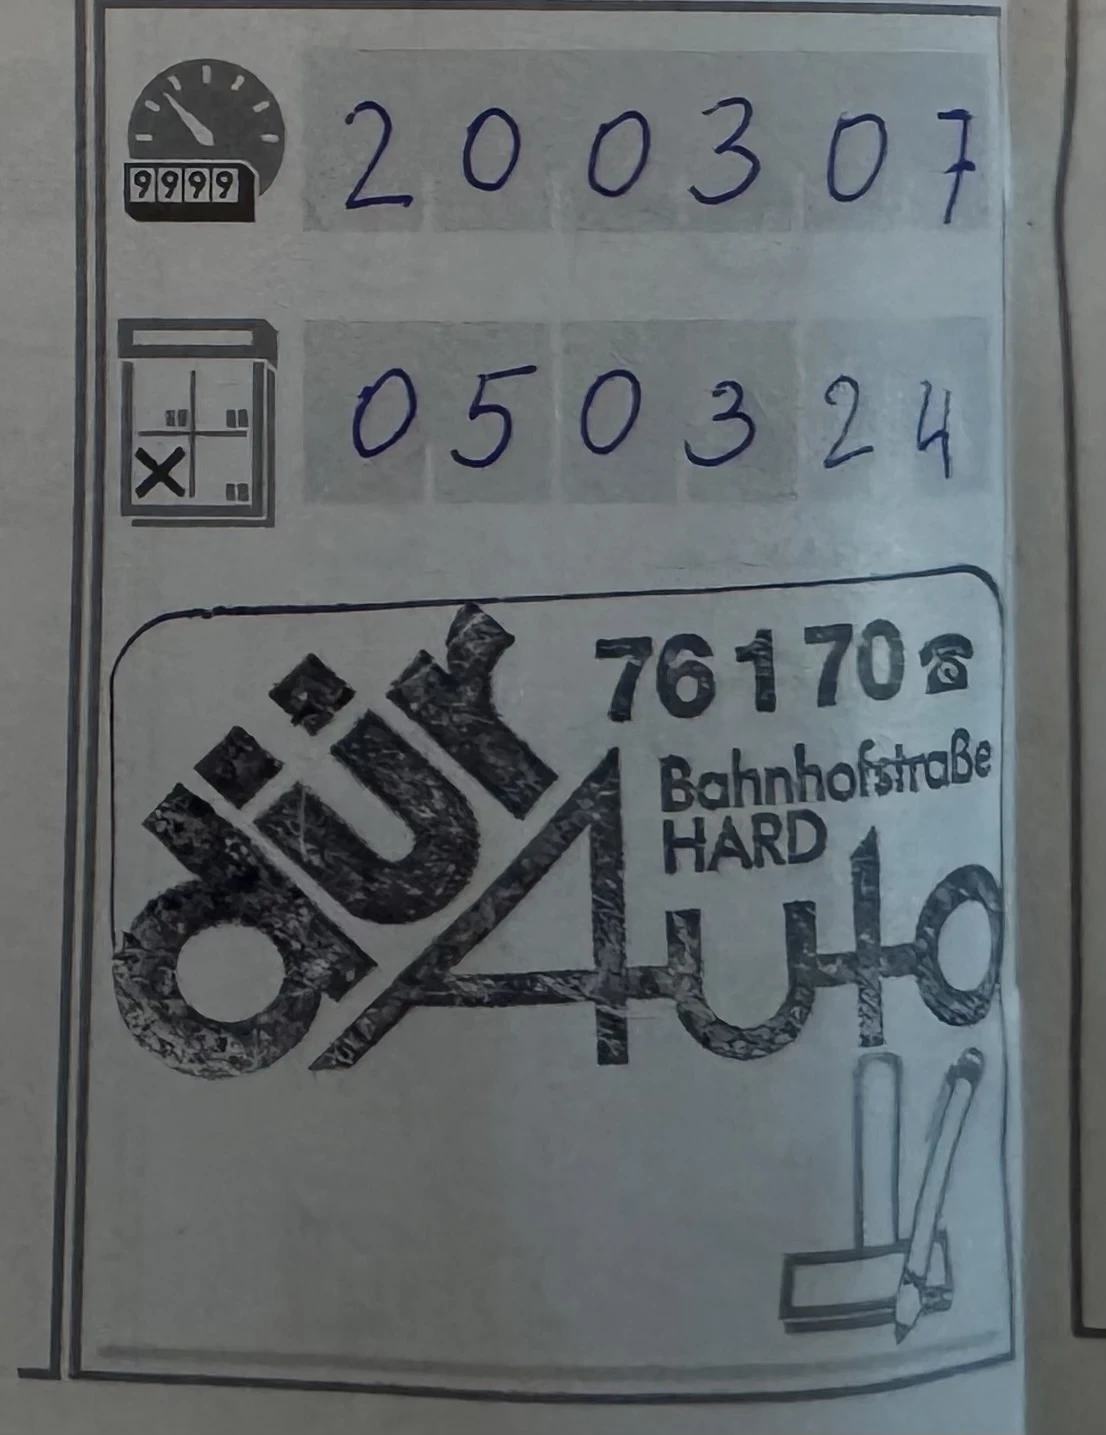 200307
9999
050324
dür
76170
Bahnhofstraße
HARD
Auto